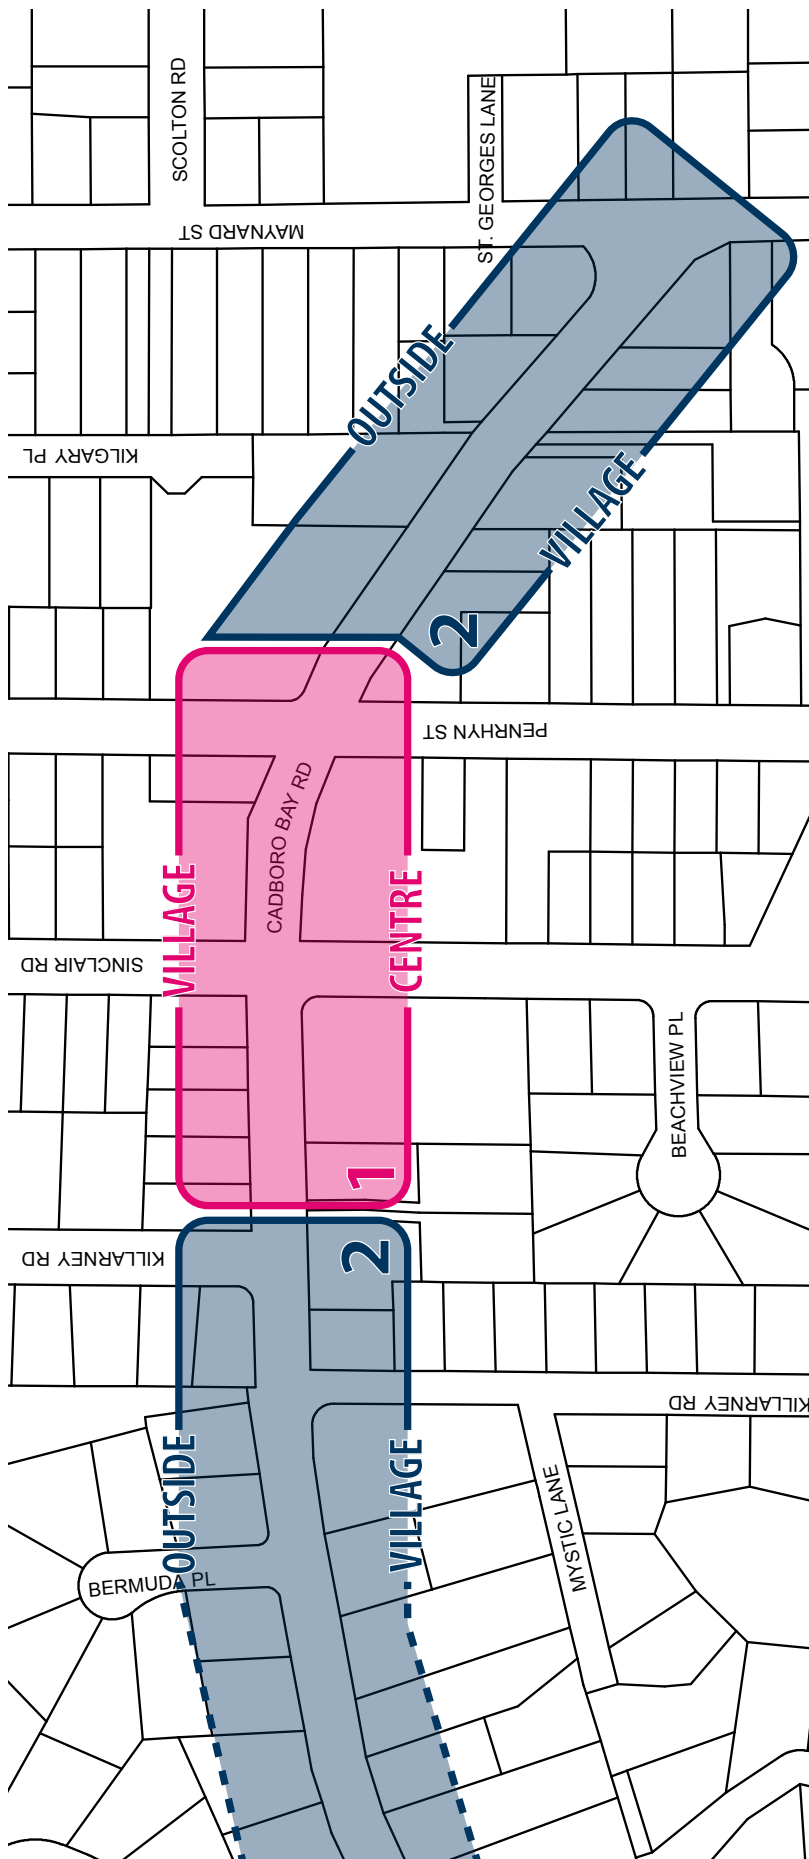 SCOLTON RD
ST. GEORGES LANE
MAYNARD ST
OUTSIDE
VILLAGE
KILGARY PL
2
PENRHYN ST
CADBORO BAY RD
VILLAGE
CENTRE
SINCLAIR RD
BEACHVIEW PL
1
KILLARNEY RD
2
KILLARNEY RD
OUTSIDE
VILLAGE
MYSTIC LANE
BERMUDA PL